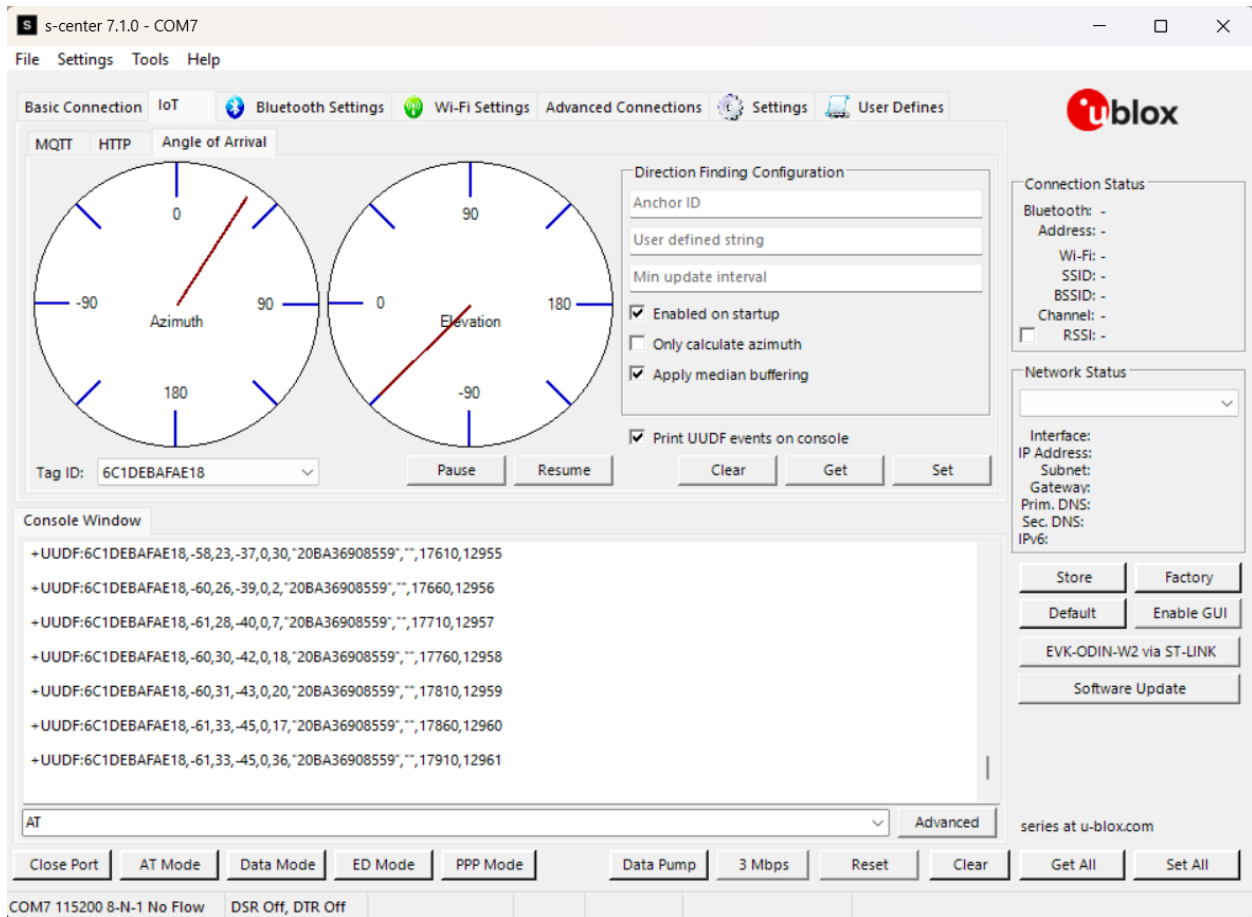 s-center 7.1.0 - COM7
File Settings Tools Help
Basic Connection IoT Bluetooth Settings Wi-Fi Settings Advanced Connections Settings User Defines
ublox
MQTT HTTP Angle of Arrival
0
-90
90
Azimuth
180
90
0
180
Elevation
-90
Direction Finding Configuration
Anchor ID
User defined string
Min update interval
Enabled on startup
Only calculate azimuth
Apply median buffering
Print UUDF events on console
Tag ID: 6C1DEBAFAE18 Pause Resume Clear Get Set
Connection Status
Bluetooth: -
Address: -
Wi-Fi: -
SSID: -
BSSID: -
Channel: -
RSSI: -
Network Status
Interface:
IP Address:
Subnet:
Gateway:
Prim. DNS:
Sec. DNS:
IPv6:
Console Window
+UUDF:6C1DEBAFAE18,-58,23,-37,0,30,"20BA36908559","",17610,12955
+UUDF:6C1DEBAFAE18,-60,26,-39,0,2,"20BA36908559","",17660,12956
+UUDF:6C1DEBAFAE18,-61,28,-40,0,7,"20BA36908559","",17710,12957
+UUDF:6C1DEBAFAE18,-60,30,-42,0,18,"20BA36908559","",17760,12958
+UUDF:6C1DEBAFAE18,-60,31,-43,0,20,"20BA36908559","",17810,12959
+UUDF:6C1DEBAFAE18,-61,33,-45,0,17,"20BA36908559","",17860,12960
+UUDF:6C1DEBAFAE18,-61,33,-45,0,36,"20BA36908559","",17910,12961
AT Advanced
Store Factory
Default Enable GUI
EVK-ODIN-W2 via ST-LINK
Software Update
series at u-blox.com
Close Port AT Mode Data Mode ED Mode PPP Mode Data Pump 3 Mbps Reset Clear Get All Set All
COM7 115200 8-N-1 No Flow DSR Off, DTR Off